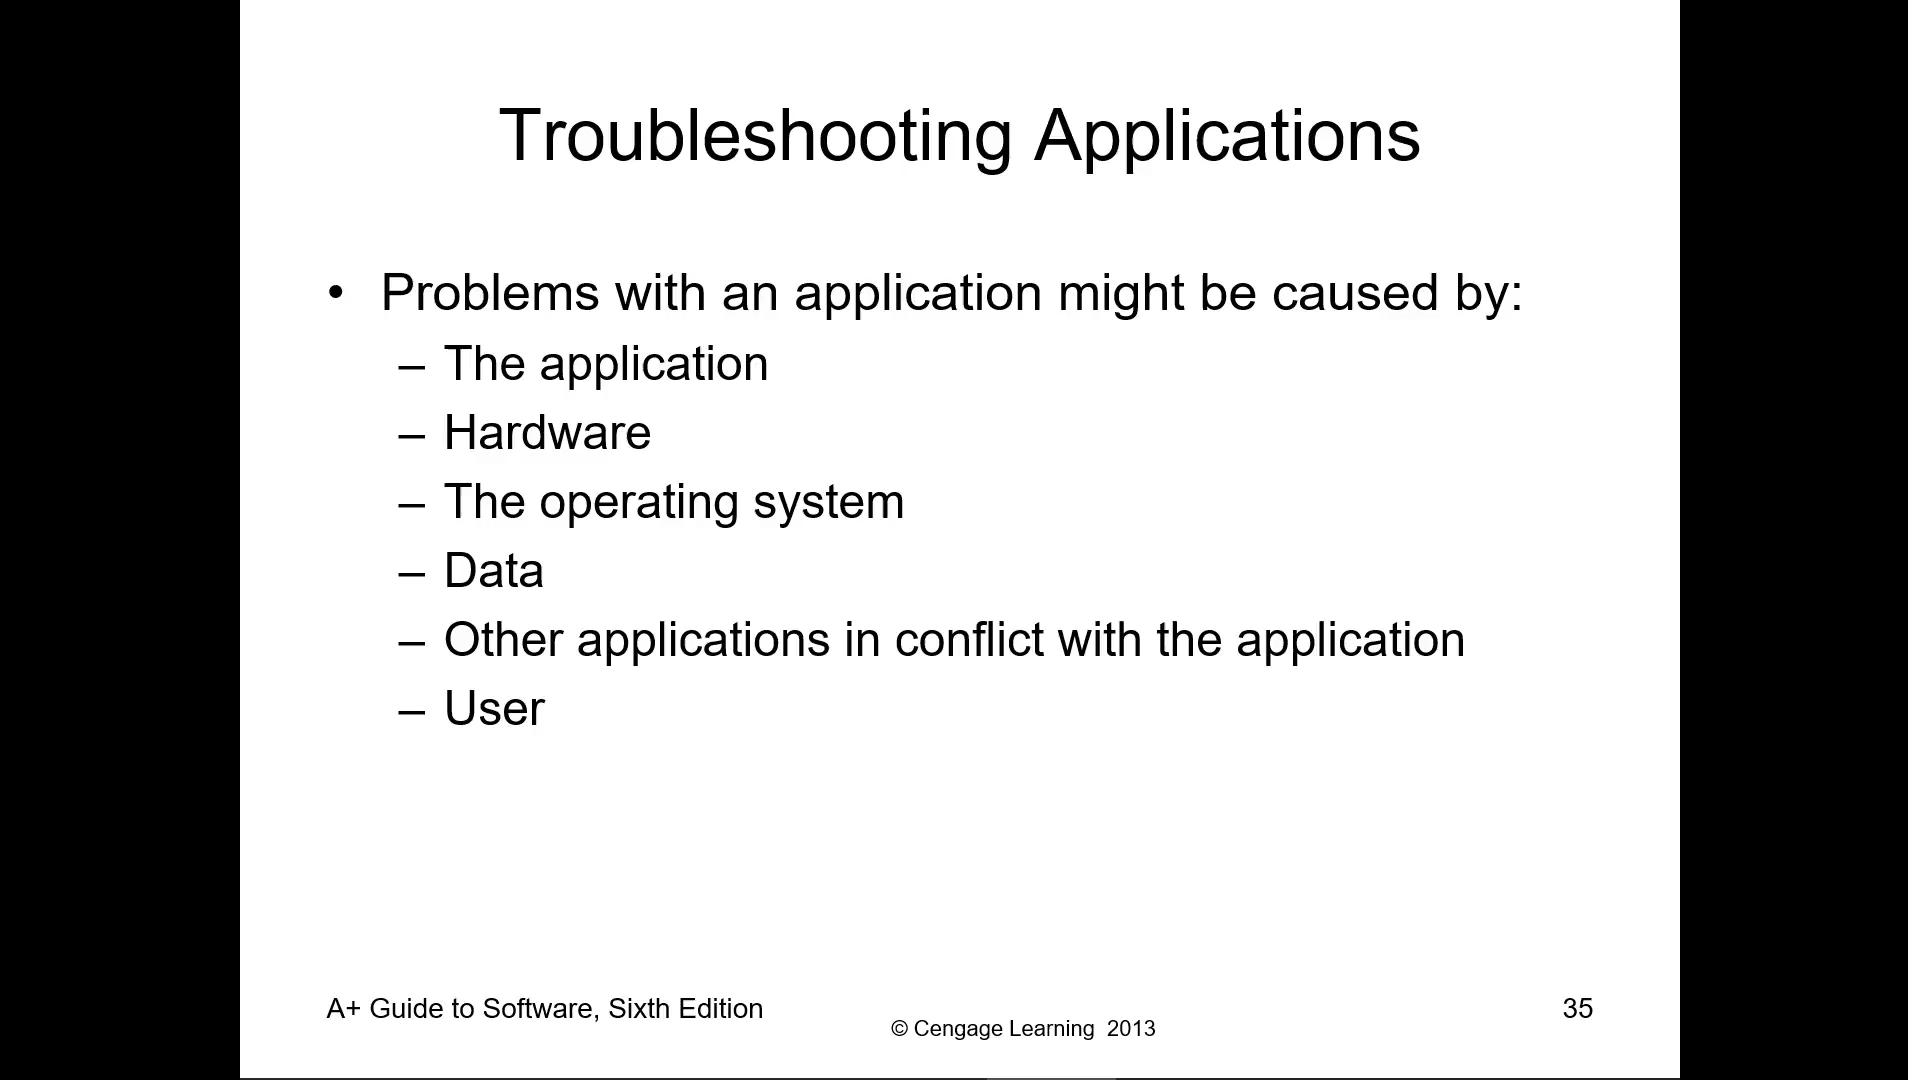 Troubleshooting Applications
• Problems with an application might be caused by:
– The application
– Hardware
– The operating system
– Data
– Other applications in conflict with the application
– User
A+ Guide to Software, Sixth Edition
© Cengage Learning 2013
35